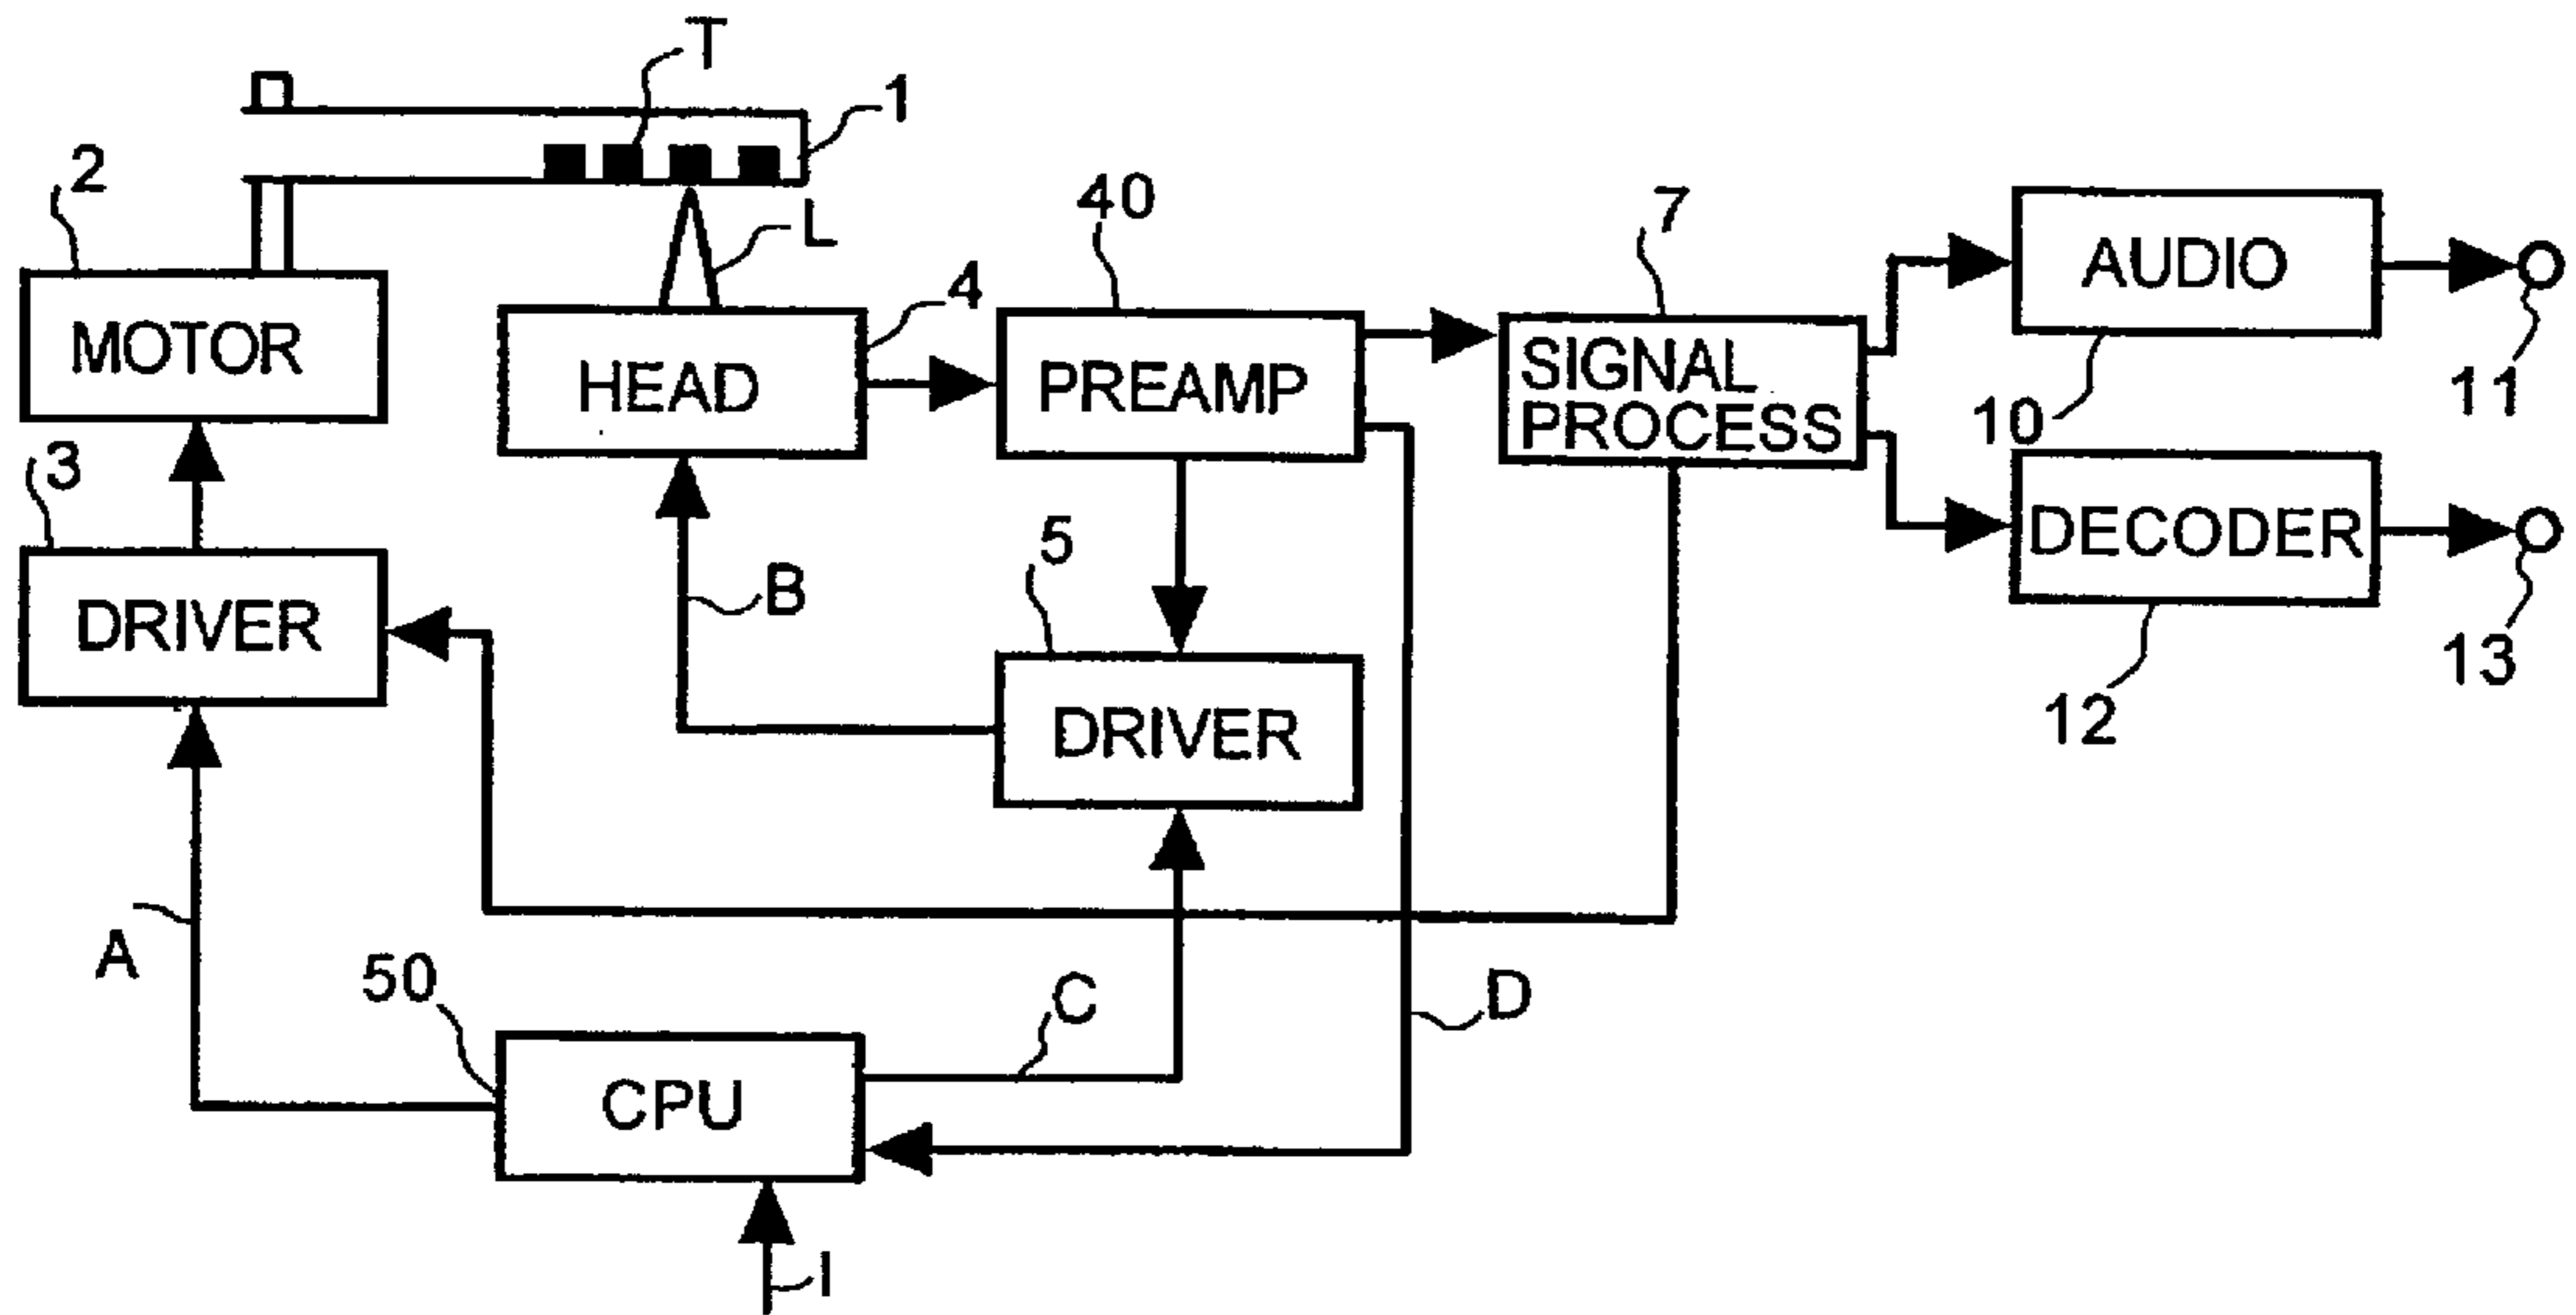 T
1
2
40
7
L
4
AUDIO
MOTOR
HEAD
PREAMP
SIGNAL
PROCESS
11
10
3
5
DECODER
B
DRIVER
13
12
DRIVER
A
50
C
D
CPU
I